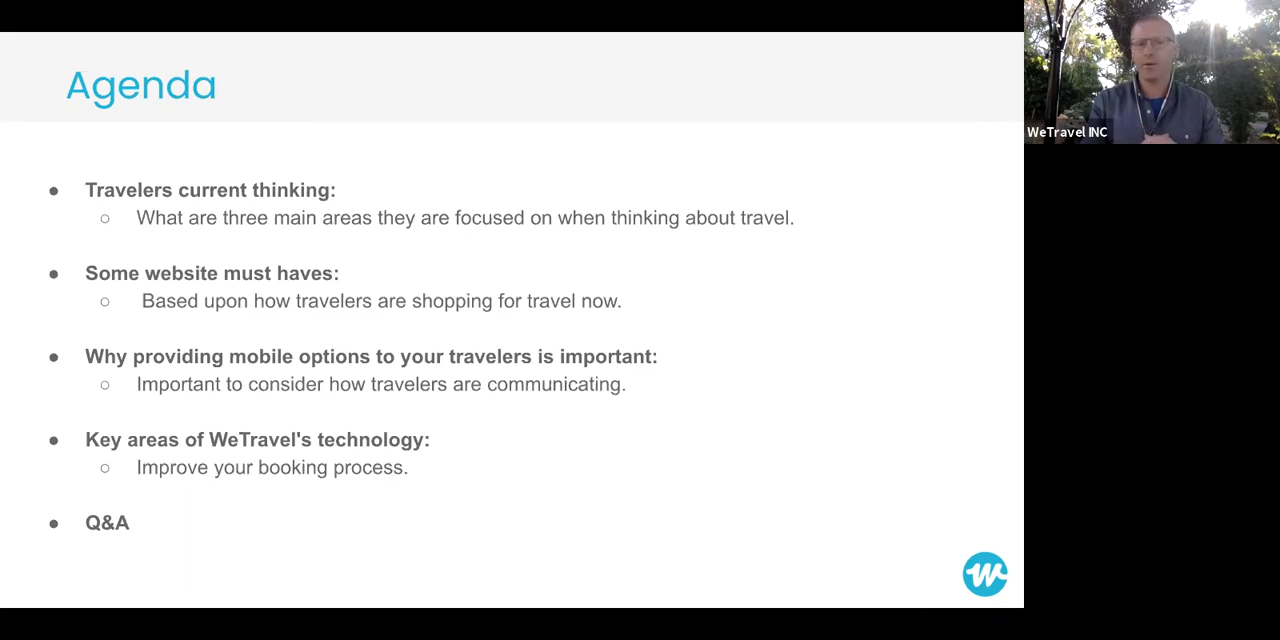 Agenda
WeTravel INC
● Travelers current thinking:
○ What are three main areas they are focused on when thinking about travel.
● Some website must haves:
○ Based upon how travelers are shopping for travel now.
● Why providing mobile options to your travelers is important:
○ Important to consider how travelers are communicating.
● Key areas of WeTravel's technology:
○ Improve your booking process.
● Q&A
W